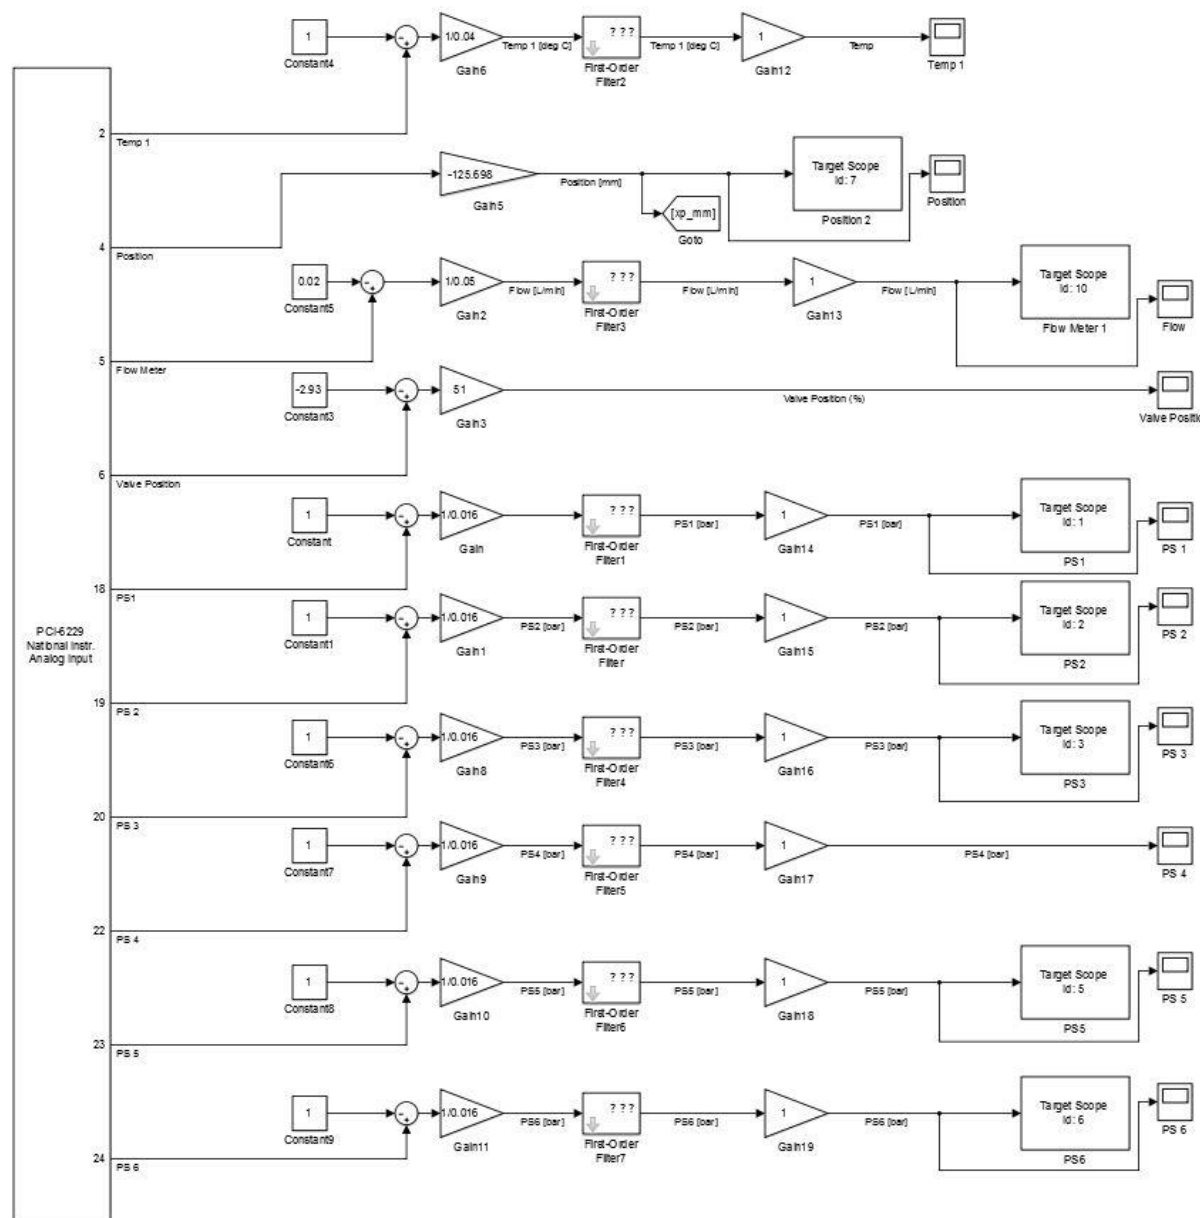 1
Constant4
1/0.04
Gain6
Temp 1 [deg C]
? ? ?
First-Order
Filter2
Temp 1 [deg C]
1
Gain12
Temp
Temp 1
2
Temp 1
-125.698
Gain5
Position [mm]
[xp_mm]
Goto
Target Scope
Id: 7
Position 2
Position
4
Position
0.02
Constant5
1/0.05
Gain2
Flow [L/min]
? ? ?
First-Order
Filter3
Flow [L/min]
1
Gain13
Flow [L/min]
Target Scope
Id: 10
Flow Meter 1
Flow
5
Flow Meter
-2.93
Constant3
51
Gain3
Valve Position (%)
Valve Positic
6
Valve Position
1
Constant
1/0.016
Gain
? ? ?
First-Order
Filter1
PS1 [bar]
1
Gain14
PS1 [bar]
Target Scope
Id: 1
PS1
PS 1
18
PS1
PCI-6229
National Instr.
Analog Input
1
Constant1
1/0.016
Gain1
PS2 [bar]
? ? ?
First-Order
Filter
PS2 [bar]
1
Gain15
PS2 [bar]
Target Scope
Id: 2
PS2
PS 2
19
PS 2
1
Constant6
1/0.016
Gain8
PS3 [bar]
? ? ?
First-Order
Filter4
PS3 [bar]
1
Gain16
PS3 [bar]
Target Scope
Id: 3
PS3
PS 3
20
PS 3
1
Constant7
1/0.016
Gain9
PS4 [bar]
? ? ?
First-Order
Filter5
PS4 [bar]
1
Gain17
PS4 [bar]
PS 4
22
PS 4
1
Constant8
1/0.016
Gain10
PS5 [bar]
? ? ?
First-Order
Filter6
PS5 [bar]
1
Gain18
PS5 [bar]
Target Scope
Id: 5
PS5
PS 5
23
PS 5
1
Constant9
1/0.016
Gain11
PS6 [bar]
? ? ?
First-Order
Filter7
PS6 [bar]
1
Gain19
PS6 [bar]
Target Scope
Id: 6
PS6
PS 6
24
PS 6